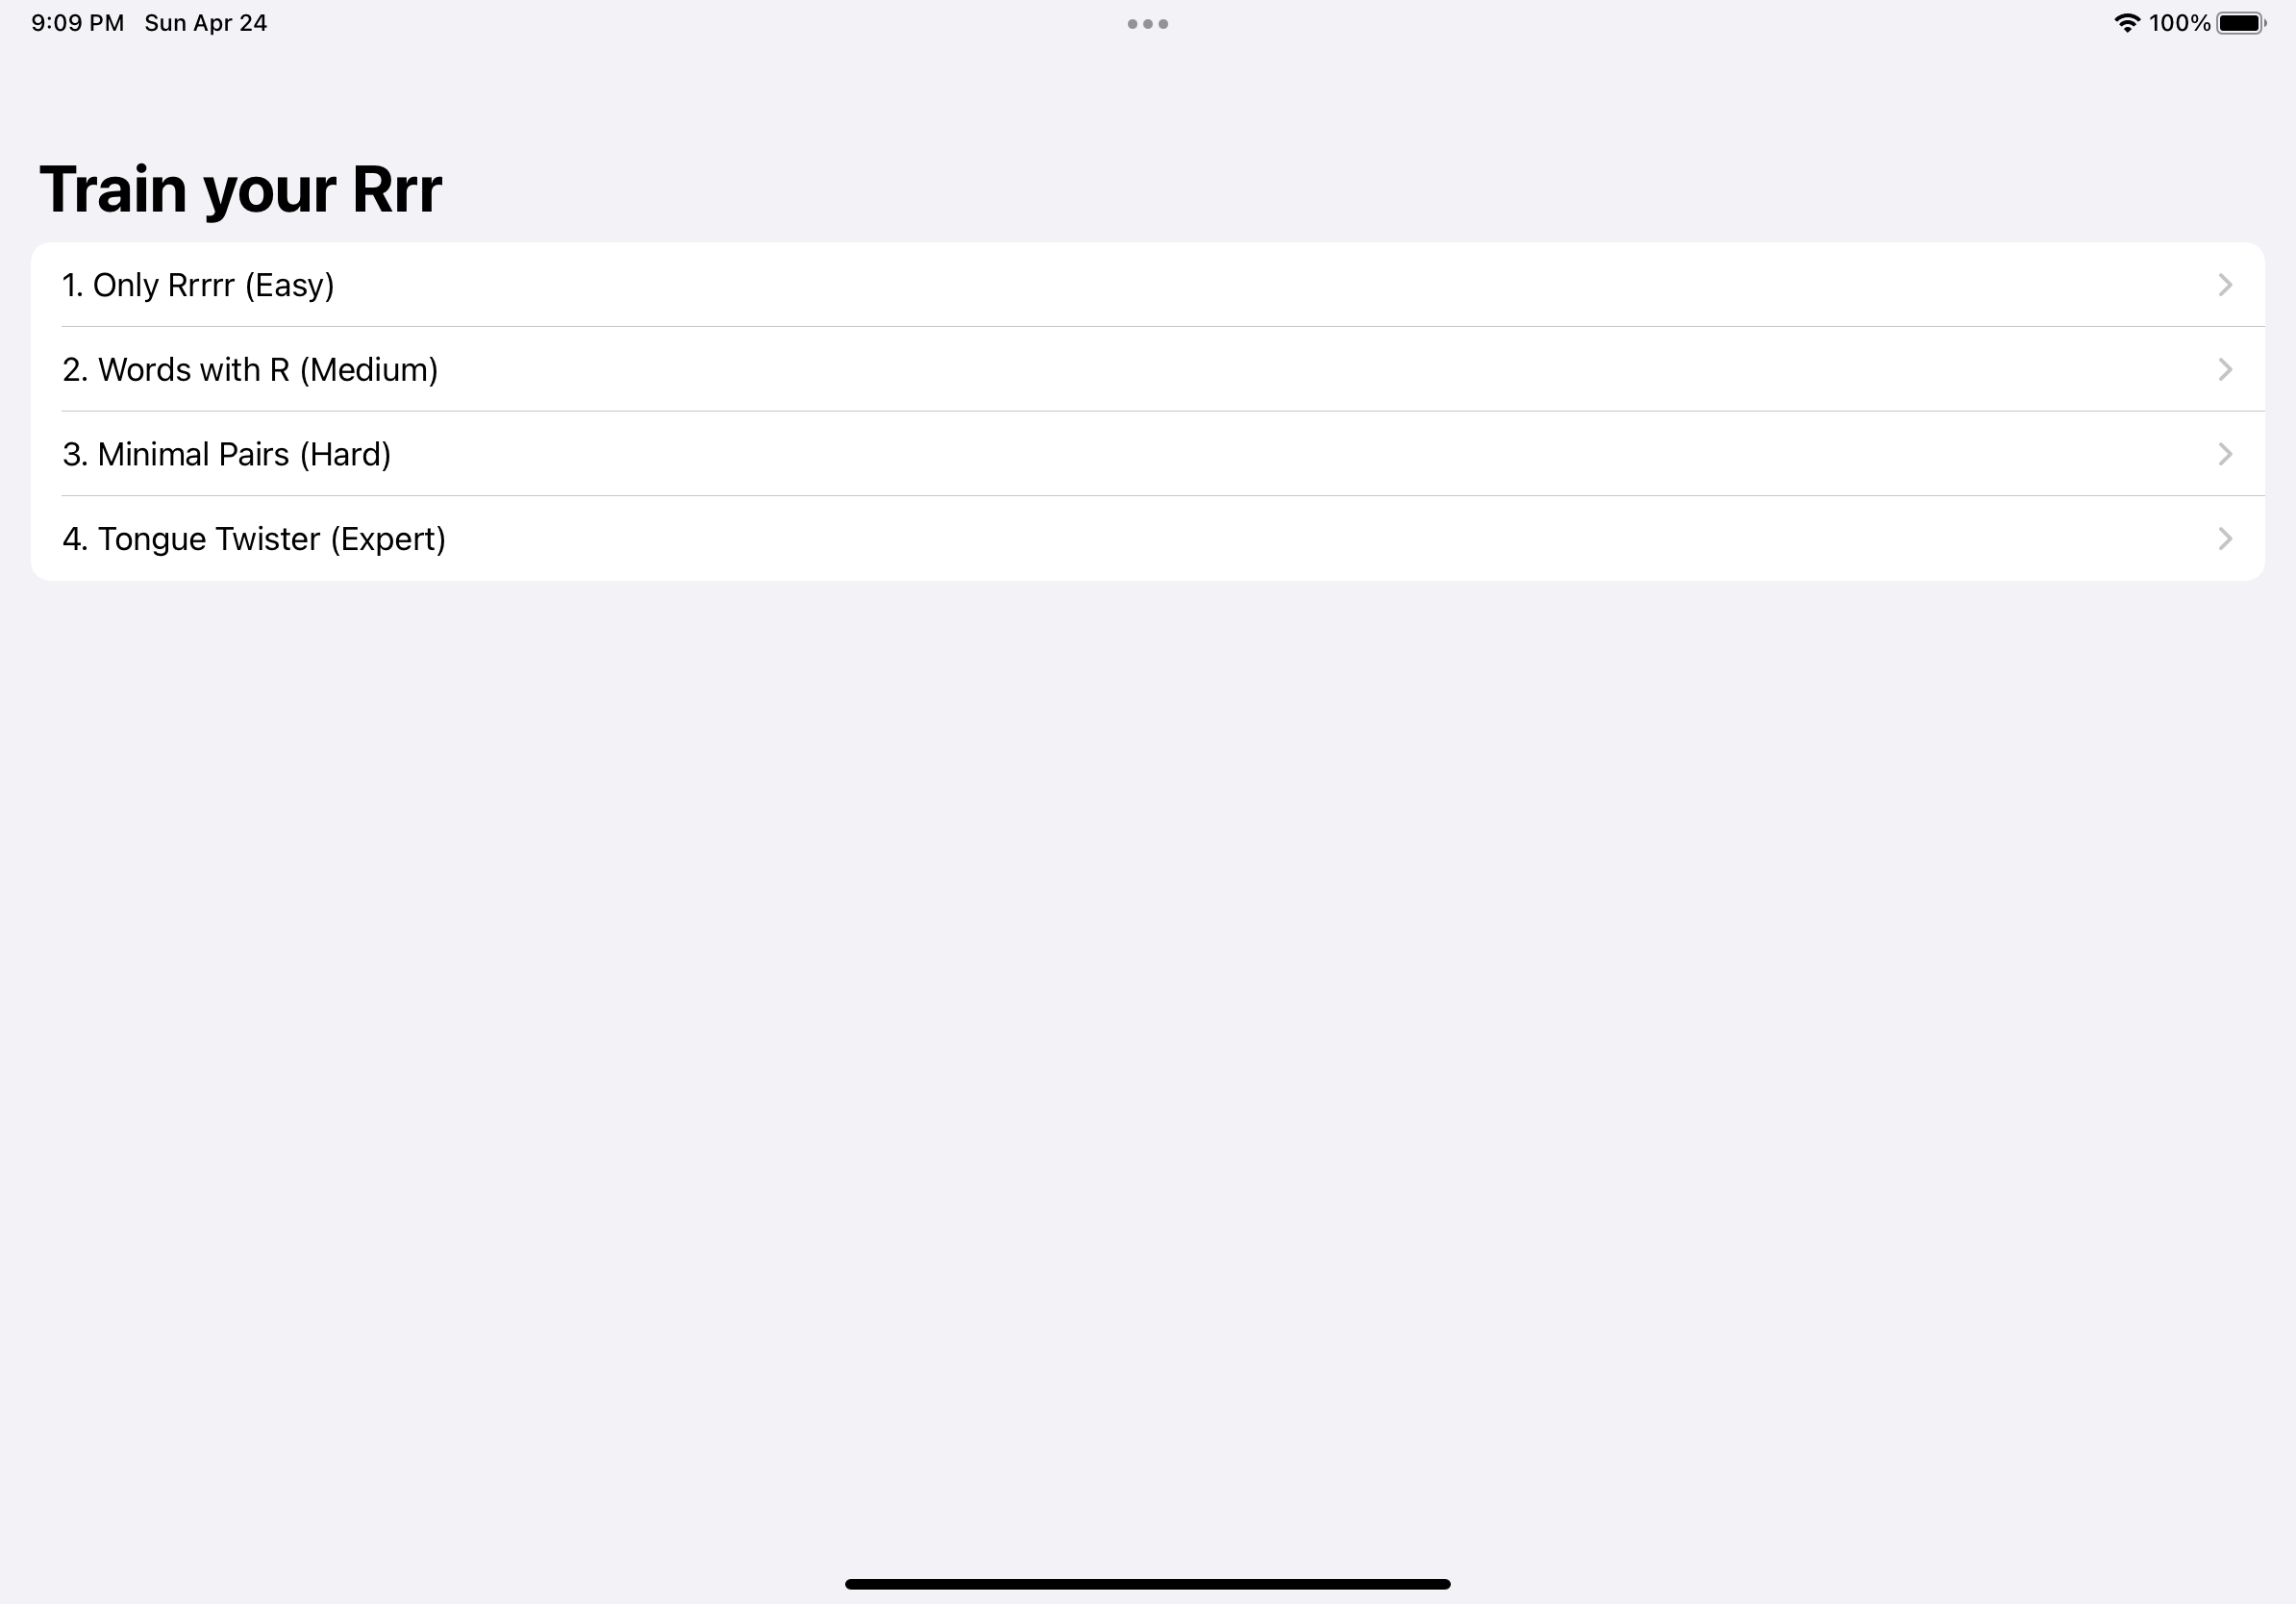 9:09 PM Sun Apr 24 100%
Train your Rrr
1. Only Rrrrr (Easy)
2. Words with R (Medium)
3. Minimal Pairs (Hard)
4. Tongue Twister (Expert)